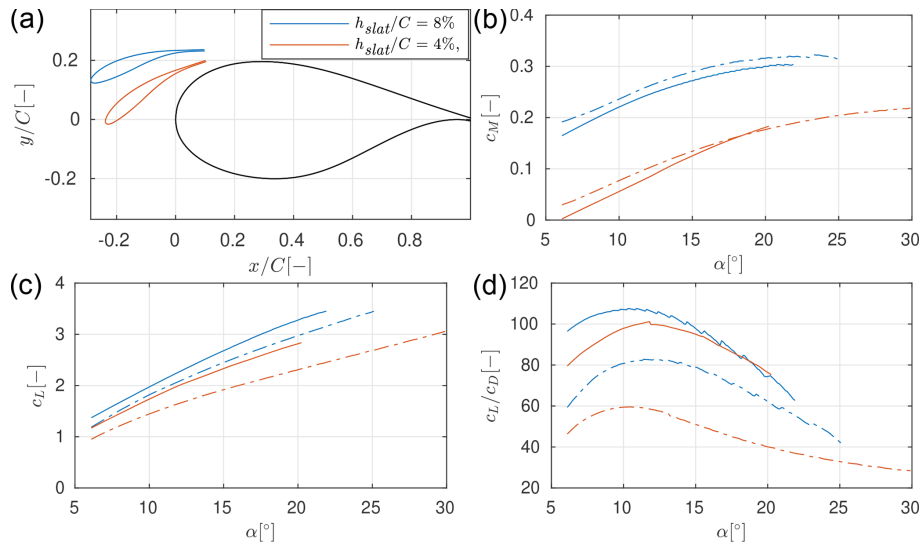 (a)
h_slat/C = 8%
h_slat/C = 4%,
0.2
0
-0.2
y/C[−]
-0.2 0 0.2 0.4 0.6 0.8
x/C[−]
(b)
0.4
0.3
0.2
0.1
0
c_M[−]
5 10 15 20 25 30
α[°]
(c)
4
3
2
1
0
c_L[−]
5 10 15 20 25 30
α[°]
(d)
120
100
80
60
40
20
c_L/c_D[−]
5 10 15 20 25 30
α[°]